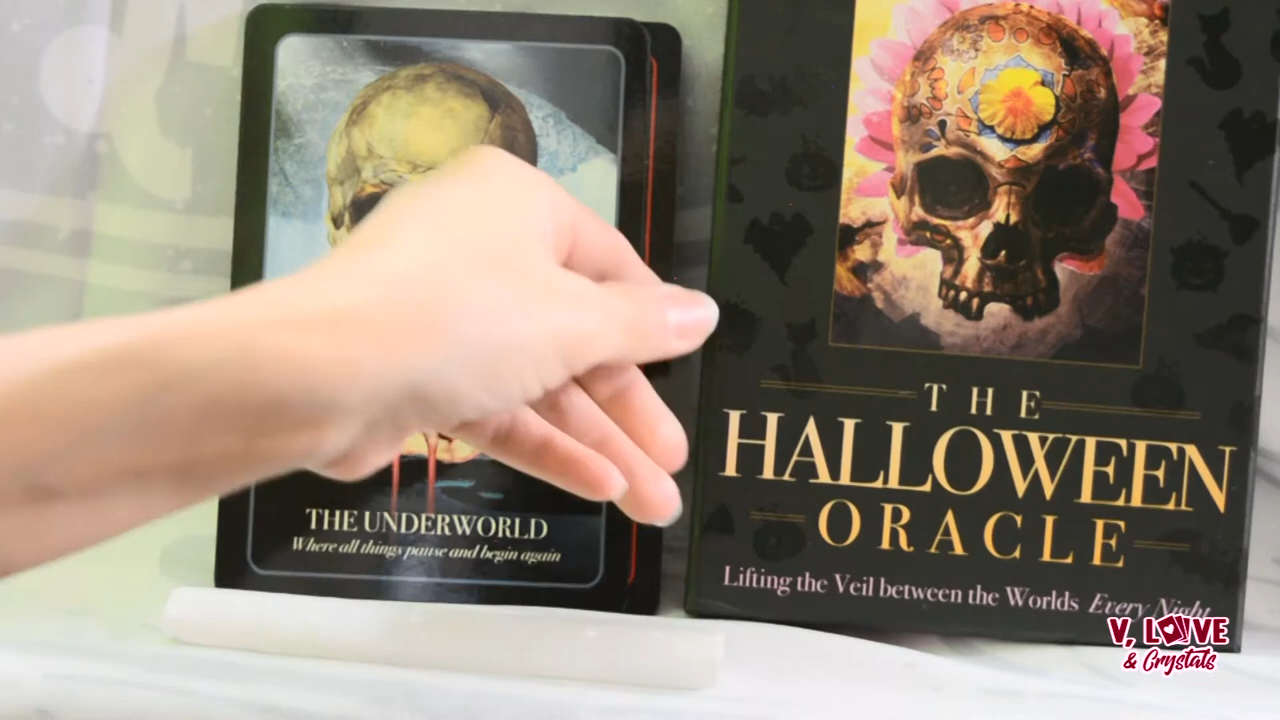 THE UNDERWORLD
Where all things pause and begin again
THE
HALLOWEEN
ORACLE
Lifting the Veil between the Worlds Every Night
V, LOVE
& Crystals